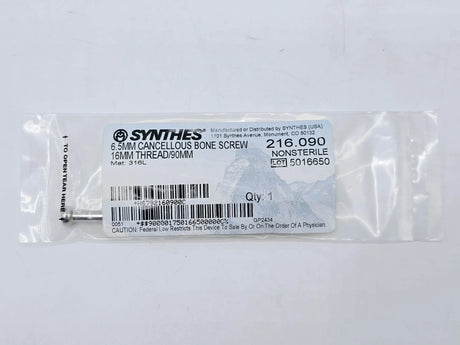 SYNTHES®
Manufactured or Distributed by SYNTHES (USA)
1101 Synthes Avenue, Monument, CO 80132
6.5MM CANCELLOUS BONE SCREW
16MM THREAD/90MM
Mat: 316L
216.090
NONSTERILE
LOT 5016650
Qty: 1
TO OPEN TEAR HERE
0051
GP2434
CAUTION: Federal Law Restricts This Device To Sale By Or On The Order Of A Physician.